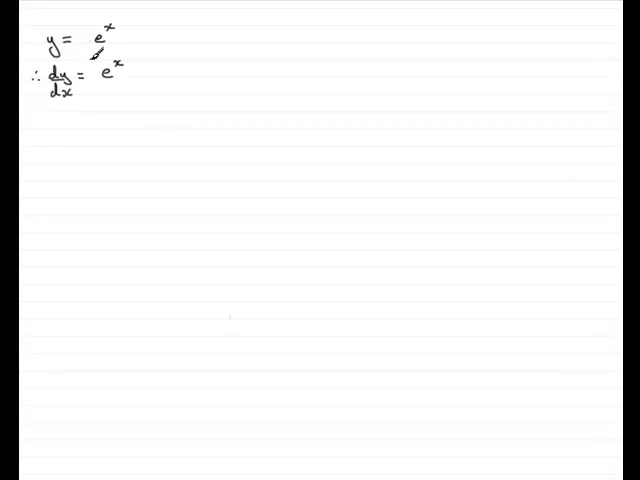 y = e^x
∴ dy/dx = e^x